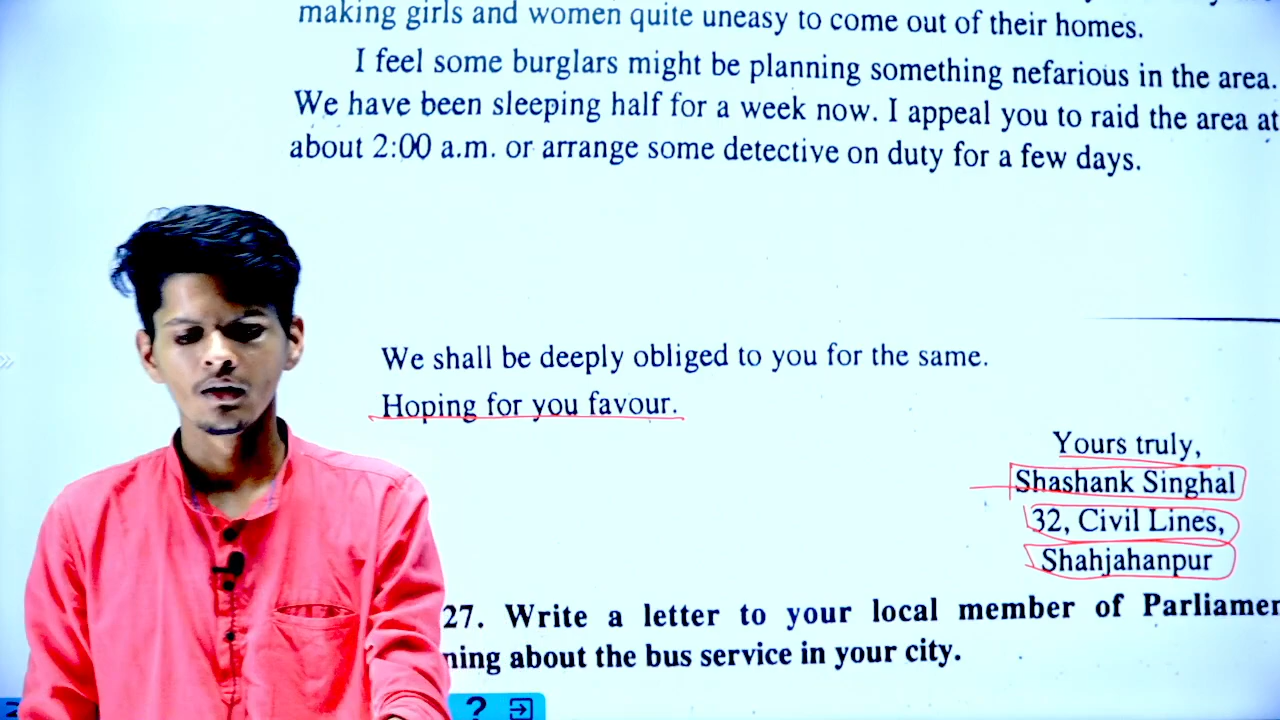 making girls and women quite uneasy to come out of their homes.
I feel some burglars might be planning something nefarious in the area.
We have been sleeping half for a week now. I appeal you to raid the area at
about 2:00 a.m. or arrange some detective on duty for a few days.
We shall be deeply obliged to you for the same.
Hoping for you favour.
Yours truly,
Shashank Singhal
32, Civil Lines,
Shahjahanpur
27. Write a letter to your local member of
about the bus service in your city.
?